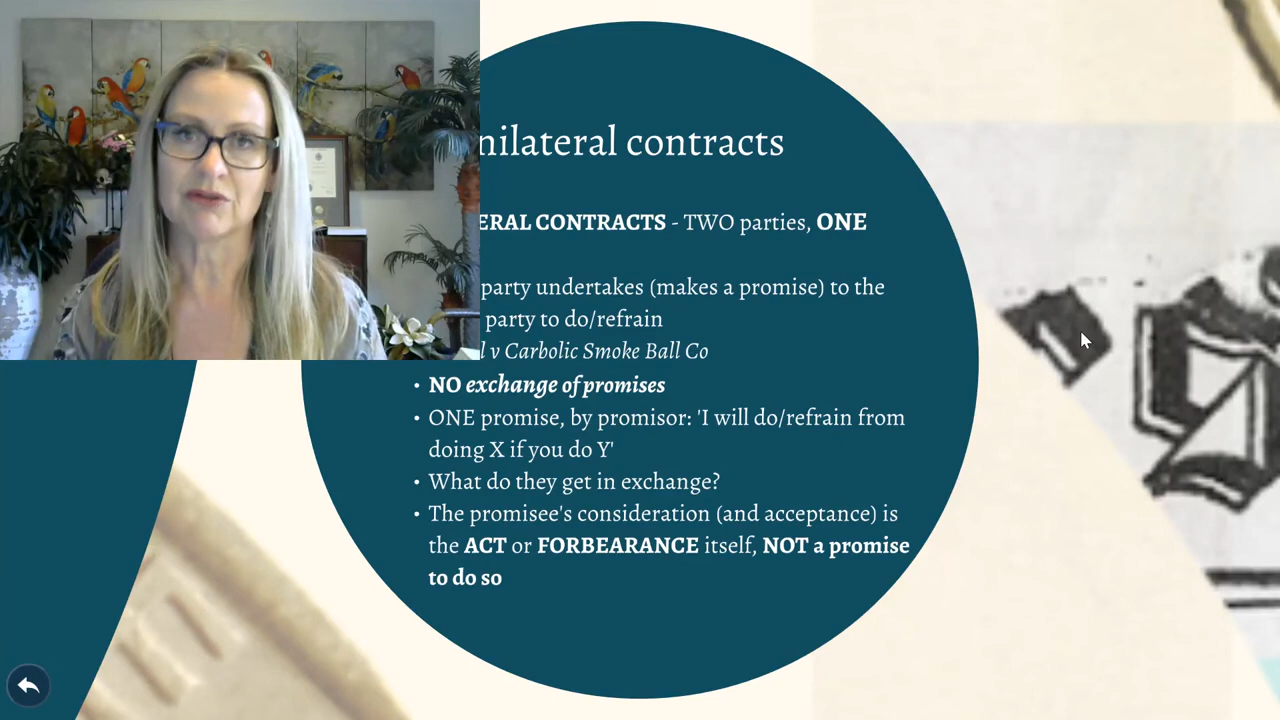 nilateral contracts
ERAL CONTRACTS - TWO parties, ONE
party undertakes (makes a promise) to the
party to do/refrain
l v Carbolic Smoke Ball Co
• NO exchange of promises
• ONE promise, by promisor: 'I will do/refrain from
doing X if you do Y'
• What do they get in exchange?
• The promisee's consideration (and acceptance) is
the ACT or FORBEARANCE itself, NOT a promise
to do so